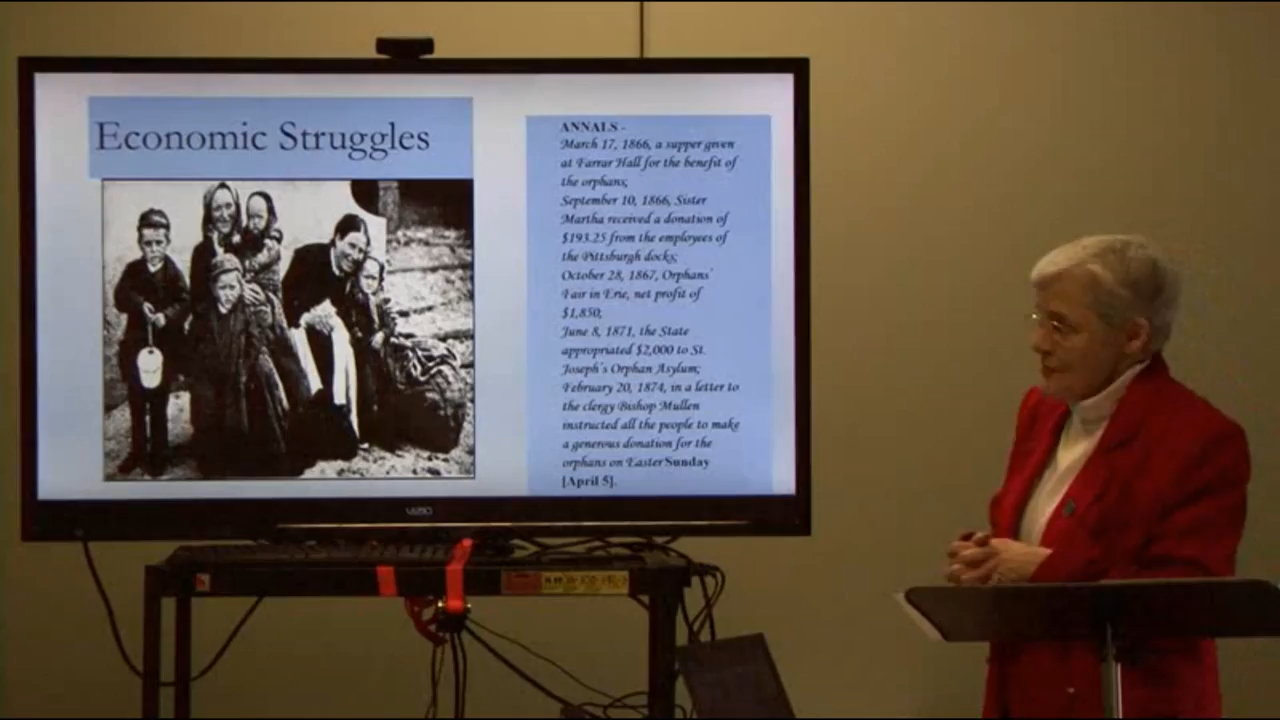 Economic Struggles
ANNALS -
March 17, 1866, a supper given
at Farrar Hall for the benefit of
the orphans;
September 10, 1866, Sister
Martha received a donation of
$193.25 from the employees of
the Pittsburgh docks;
October 28, 1867, Orphans'
Fair in Erie, net profit of
$1,850;
June 8, 1871, the State
appropriated $2,000 to St.
Joseph's Orphan Asylum;
February 20, 1874, in a letter to
the clergy Bishop Mullen
instructed all the people to make
a generous donation for the
orphans on Easter Sunday
[April 5].
VIZIO